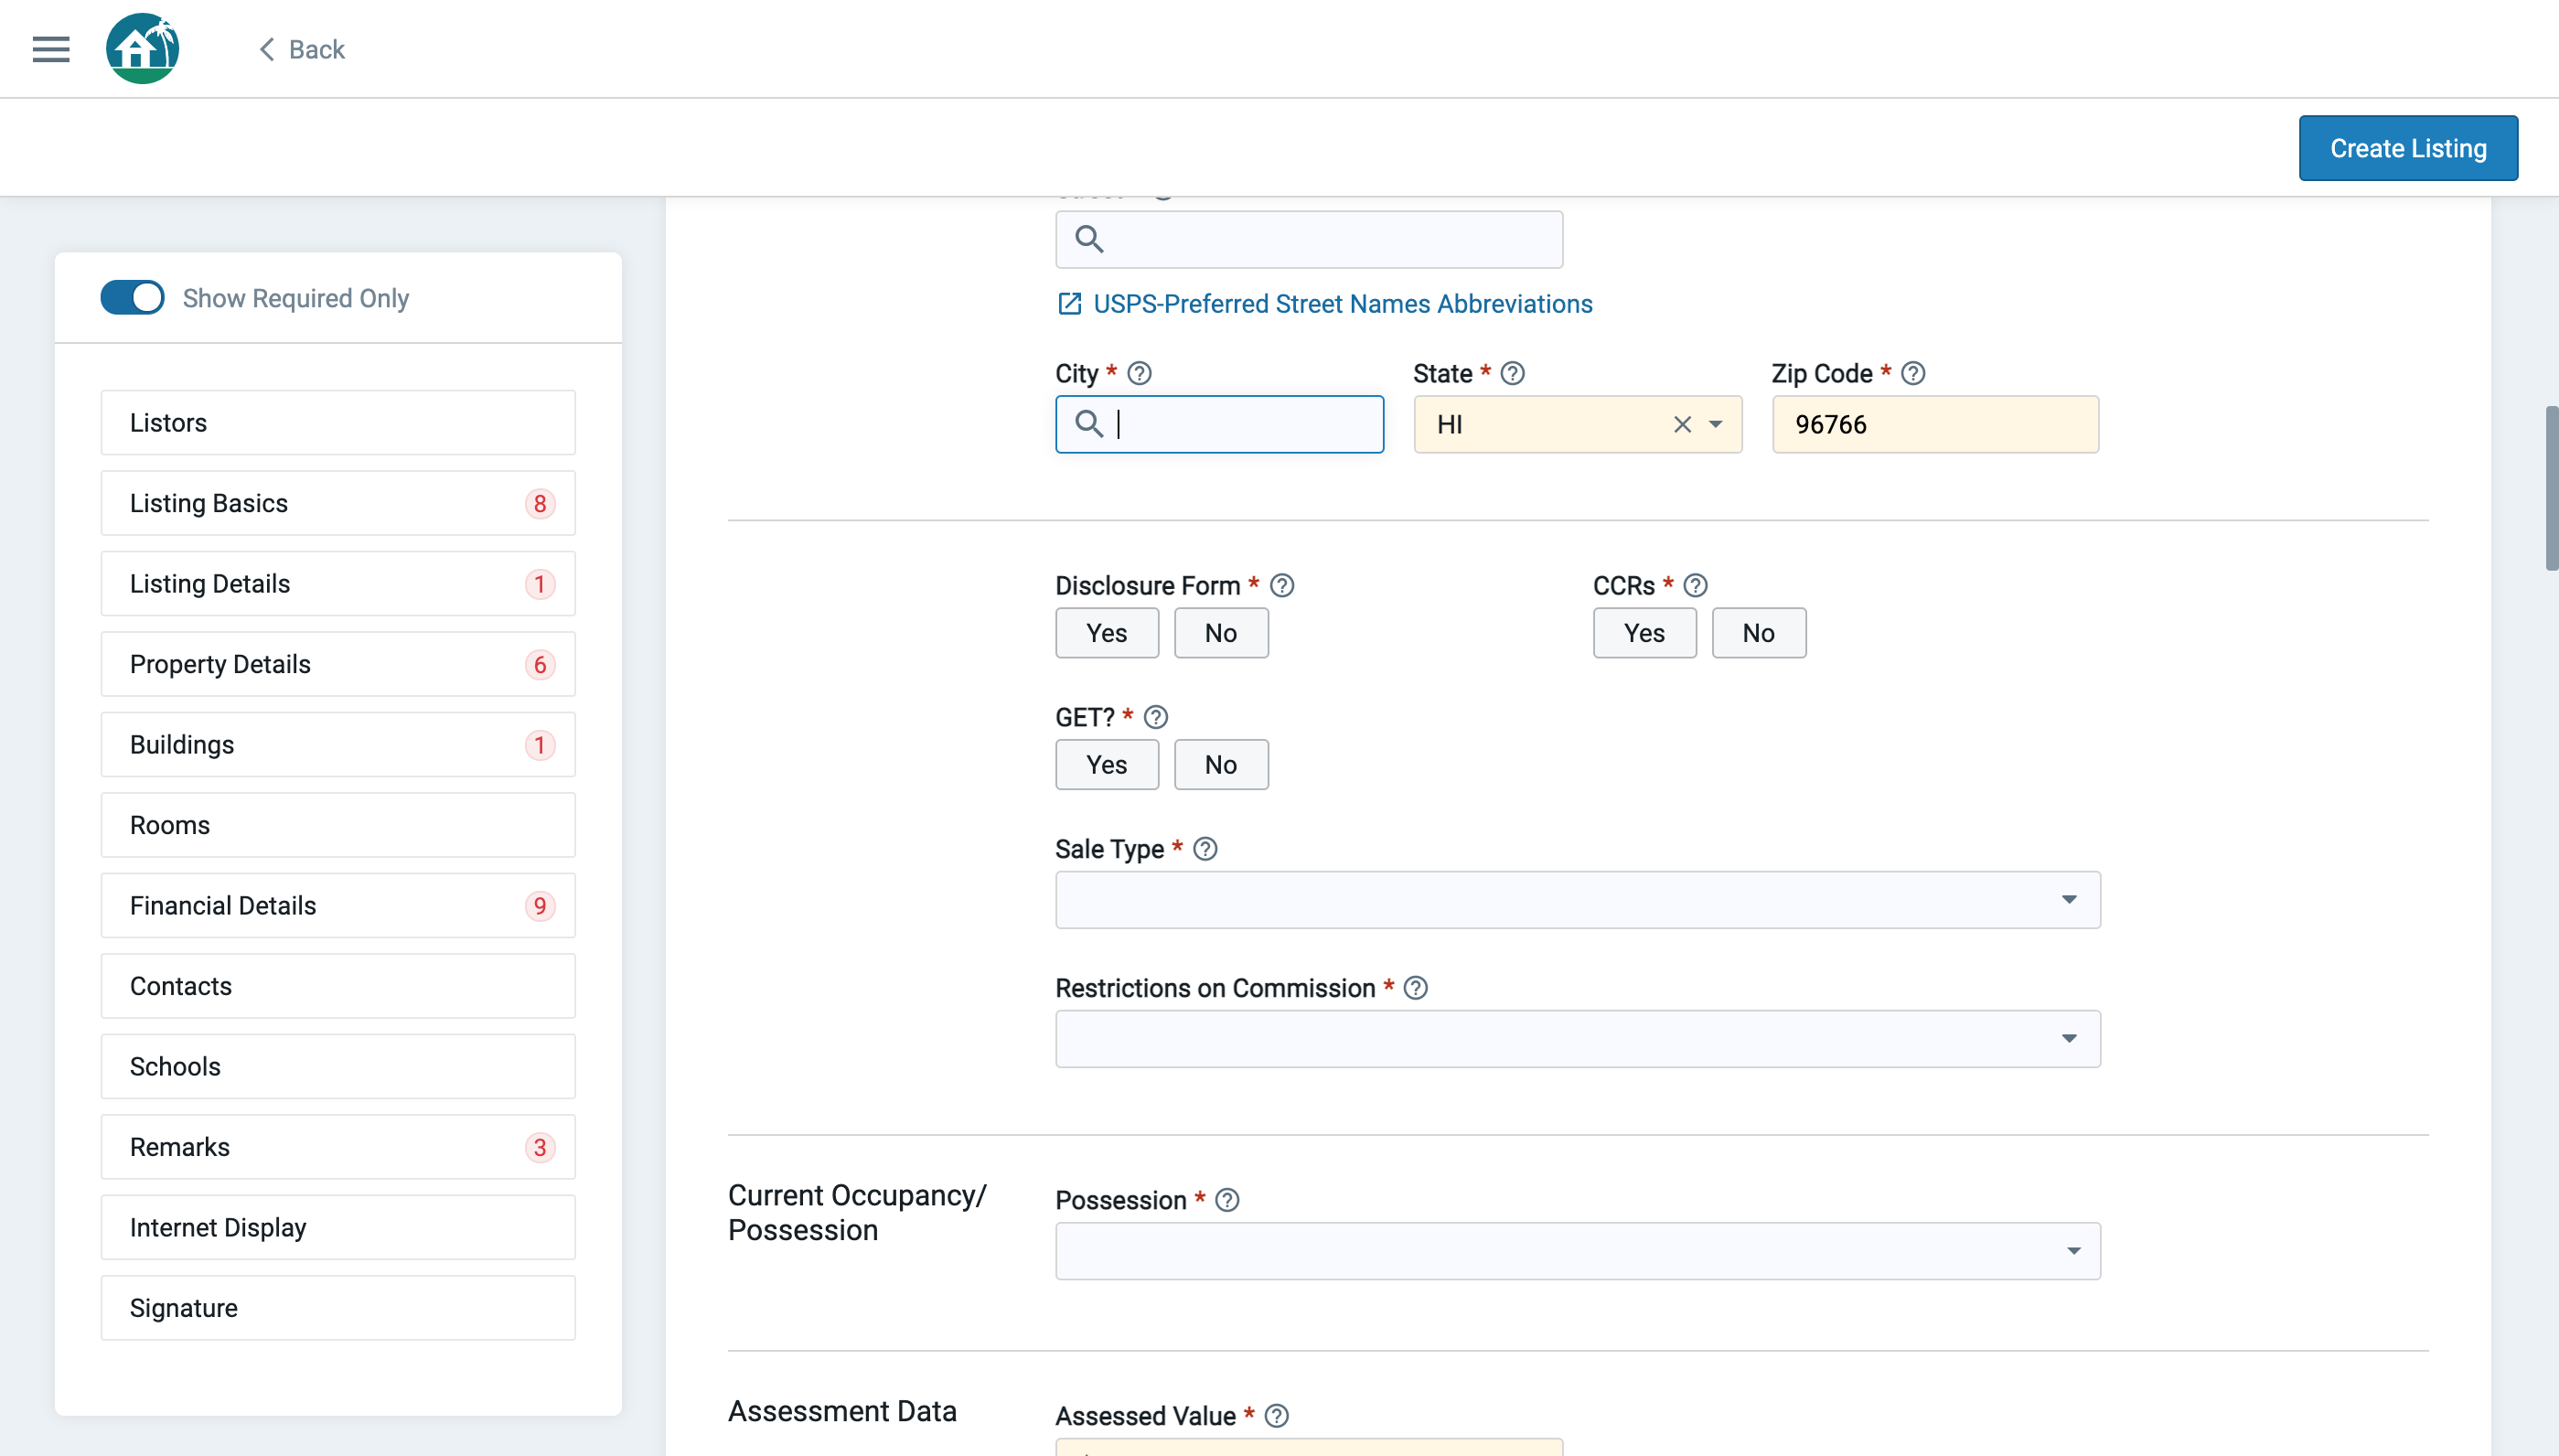 Back
Create Listing
Show Required Only
Listors
Listing Basics 8
Listing Details 1
Property Details 6
Buildings 1
Rooms
Financial Details 9
Contacts
Schools
Remarks 3
Internet Display
Signature
USPS-Preferred Street Names Abbreviations
City * State * Zip Code *
HI 96766
Disclosure Form * CCRs *
Yes No Yes No
GET? *
Yes No
Sale Type *
Restrictions on Commission *
Current Occupancy/
Possession
Possession *
Assessment Data
Assessed Value *